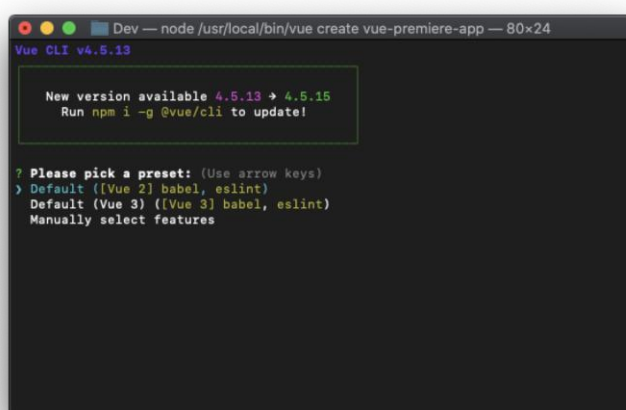 Dev — node /usr/local/bin/vue create vue-premiere-app — 80×24
Vue CLI v4.5.13
New version available 4.5.13 → 4.5.15
Run npm i -g @vue/cli to update!
? Please pick a preset: (Use arrow keys)
❯ Default ([Vue 2] babel, eslint)
Default (Vue 3) ([Vue 3] babel, eslint)
Manually select features